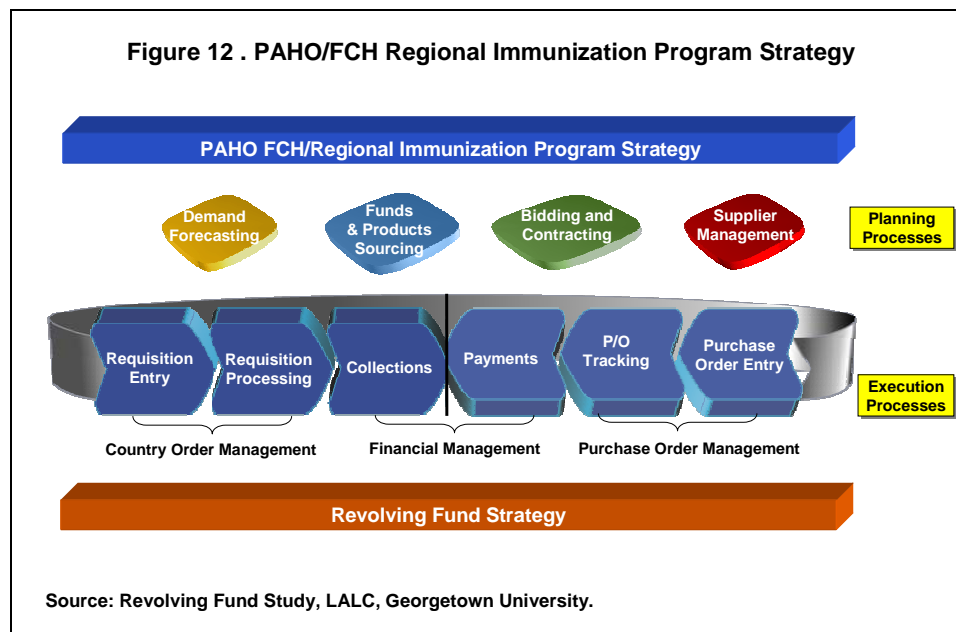 Figure 12 . PAHO/FCH Regional Immunization Program Strategy
PAHO FCH/Regional Immunization Program Strategy
Demand
Forecasting
Funds
& Products
Sourcing
Bidding and
Contracting
Supplier
Management
Planning
Processes
Requisition
Entry
Requisition
Processing
Collections
Payments
P/O
Tracking
Purchase
Order Entry
Execution
Processes
Country Order Management
Financial Management
Purchase Order Management
Revolving Fund Strategy
Source: Revolving Fund Study, LALC, Georgetown University.